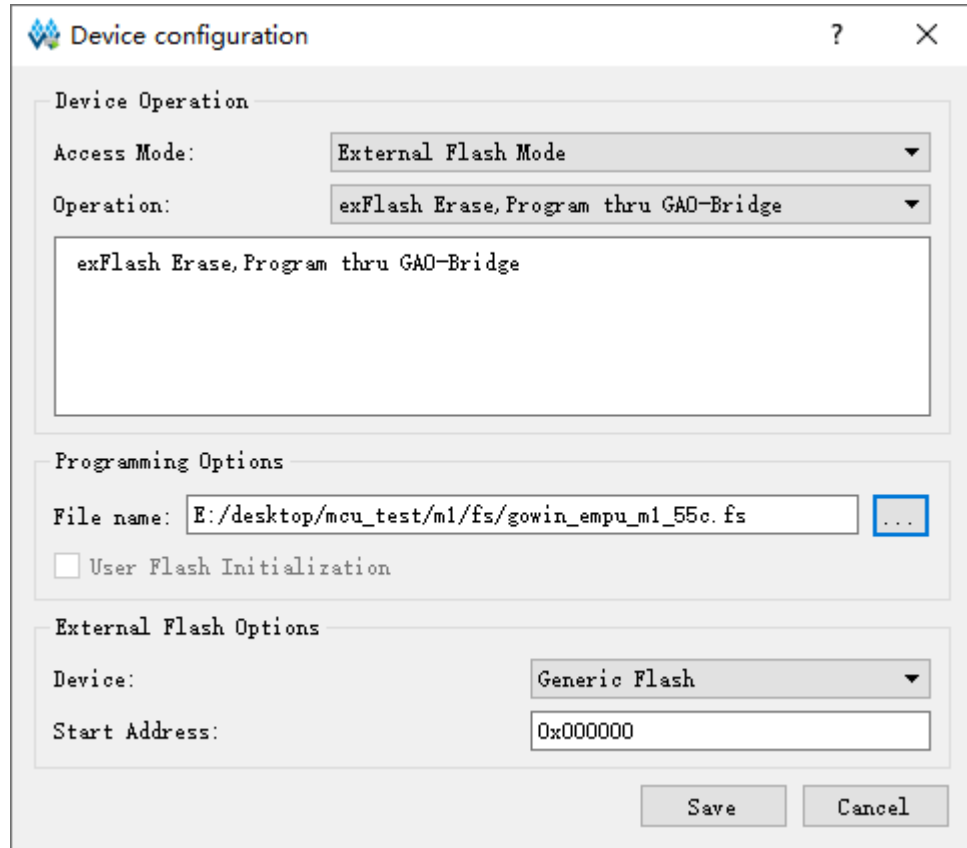 Device configuration ? ×
Device Operation
Access Mode: External Flash Mode
Operation: exFlash Erase,Program thru GAO-Bridge
exFlash Erase,Program thru GAO-Bridge
Programming Options
File name: E:/desktop/mcu_test/m1/fs/gowin_empu_m1_55c.fs ...
User Flash Initialization
External Flash Options
Device: Generic Flash
Start Address: 0x000000
Save Cancel